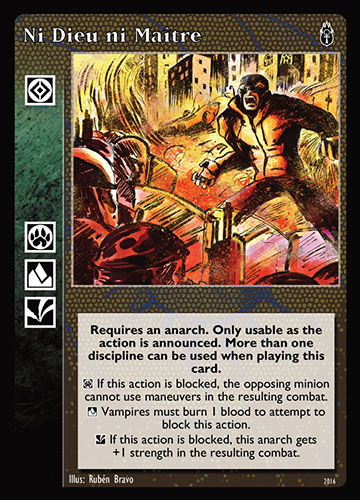 Ni Dieu ni Maitre
Requires an anarch. Only usable as the
action is announced. More than one
discipline can be used when playing this
card.
If this action is blocked, the opposing minion
cannot use maneuvers in the resulting combat.
Vampires must burn 1 blood to attempt to
block this action.
If this action is blocked, this anarch gets
+1 strength in the resulting combat.
Illus: Rubén Bravo
2016